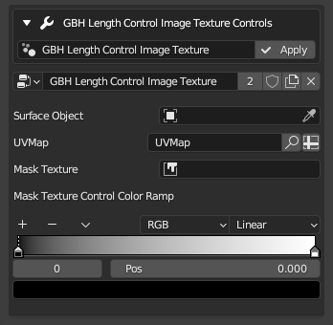 GBH Length Control Image Texture Controls
GBH Length Control Image Texture Apply
GBH Length Control Image Texture 2
Surface Object
UVMap UVMap
Mask Texture
Mask Texture Control Color Ramp
RGB Linear
0 Pos 0.000